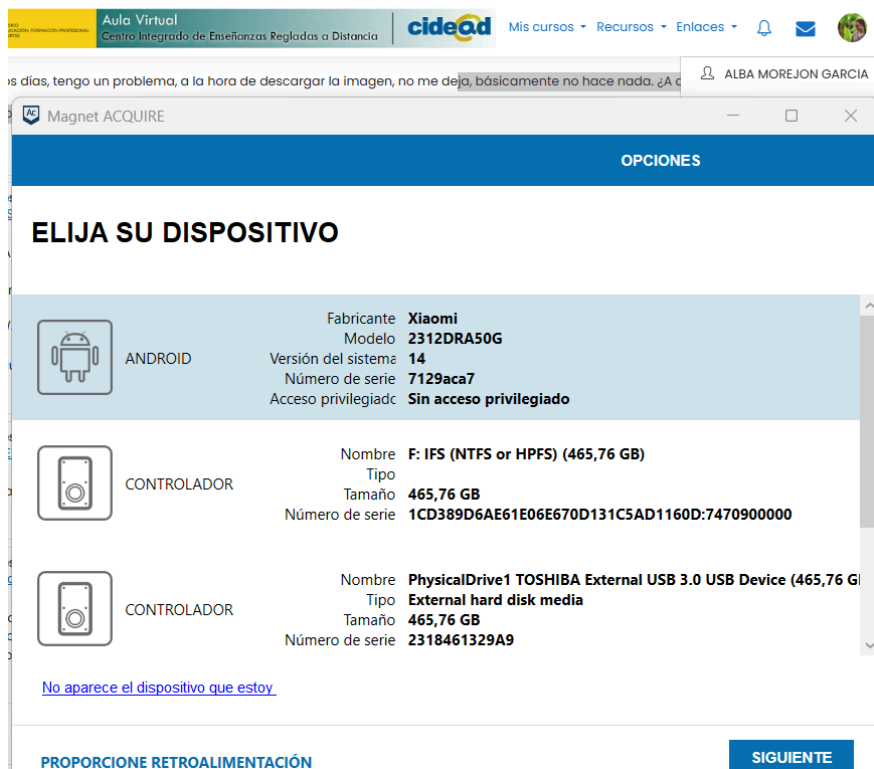 Aula Virtual
Centro Integrado de Enseñanzas Regladas a Distancia
cidead
Mis cursos
Recursos
Enlaces
os días, tengo un problema, a la hora de descargar la imagen, no me deja, básicamente no hace nada. ¿A
ALBA MOREJON GARCIA
Magnet ACQUIRE
OPCIONES
ELIJA SU DISPOSITIVO
ANDROID
Fabricante Xiaomi
Modelo 2312DRA50G
Versión del sistema 14
Número de serie 7129aca7
Acceso privilegiadc Sin acceso privilegiado
CONTROLADOR
Nombre F: IFS (NTFS or HPFS) (465,76 GB)
Tipo
Tamaño 465,76 GB
Número de serie 1CD389D6AE61E06E670D131C5AD1160D:7470900000
CONTROLADOR
Nombre PhysicalDrive1 TOSHIBA External USB 3.0 USB Device (465,76 G
Tipo External hard disk media
Tamaño 465,76 GB
Número de serie 2318461329A9
No aparece el dispositivo que estoy
PROPORCIONE RETROALIMENTACIÓN
SIGUIENTE